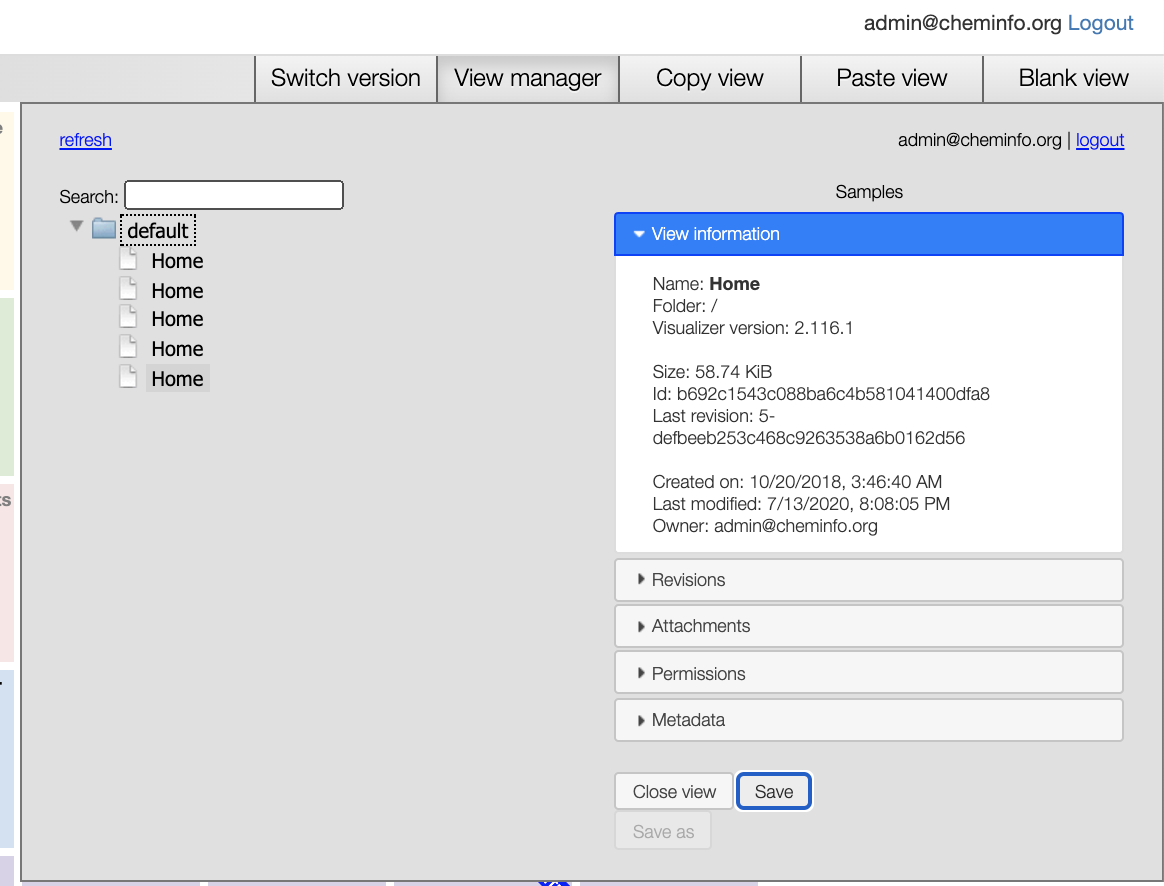 admin@cheminfo.org Logout
Switch version View manager Copy view Paste view Blank view
refresh
admin@cheminfo.org | logout
Search:
default
Home
Home
Home
Home
Home
Samples
View information
Name: Home
Folder: /
Visualizer version: 2.116.1
Size: 58.74 KiB
Id: b692c1543c088ba6c4b581041400dfa8
Last revision: 5-
defbeeb253c468c9263538a6b0162d56
Created on: 10/20/2018, 3:46:40 AM
Last modified: 7/13/2020, 8:08:05 PM
Owner: admin@cheminfo.org
Revisions
Attachments
Permissions
Metadata
Close view Save
Save as